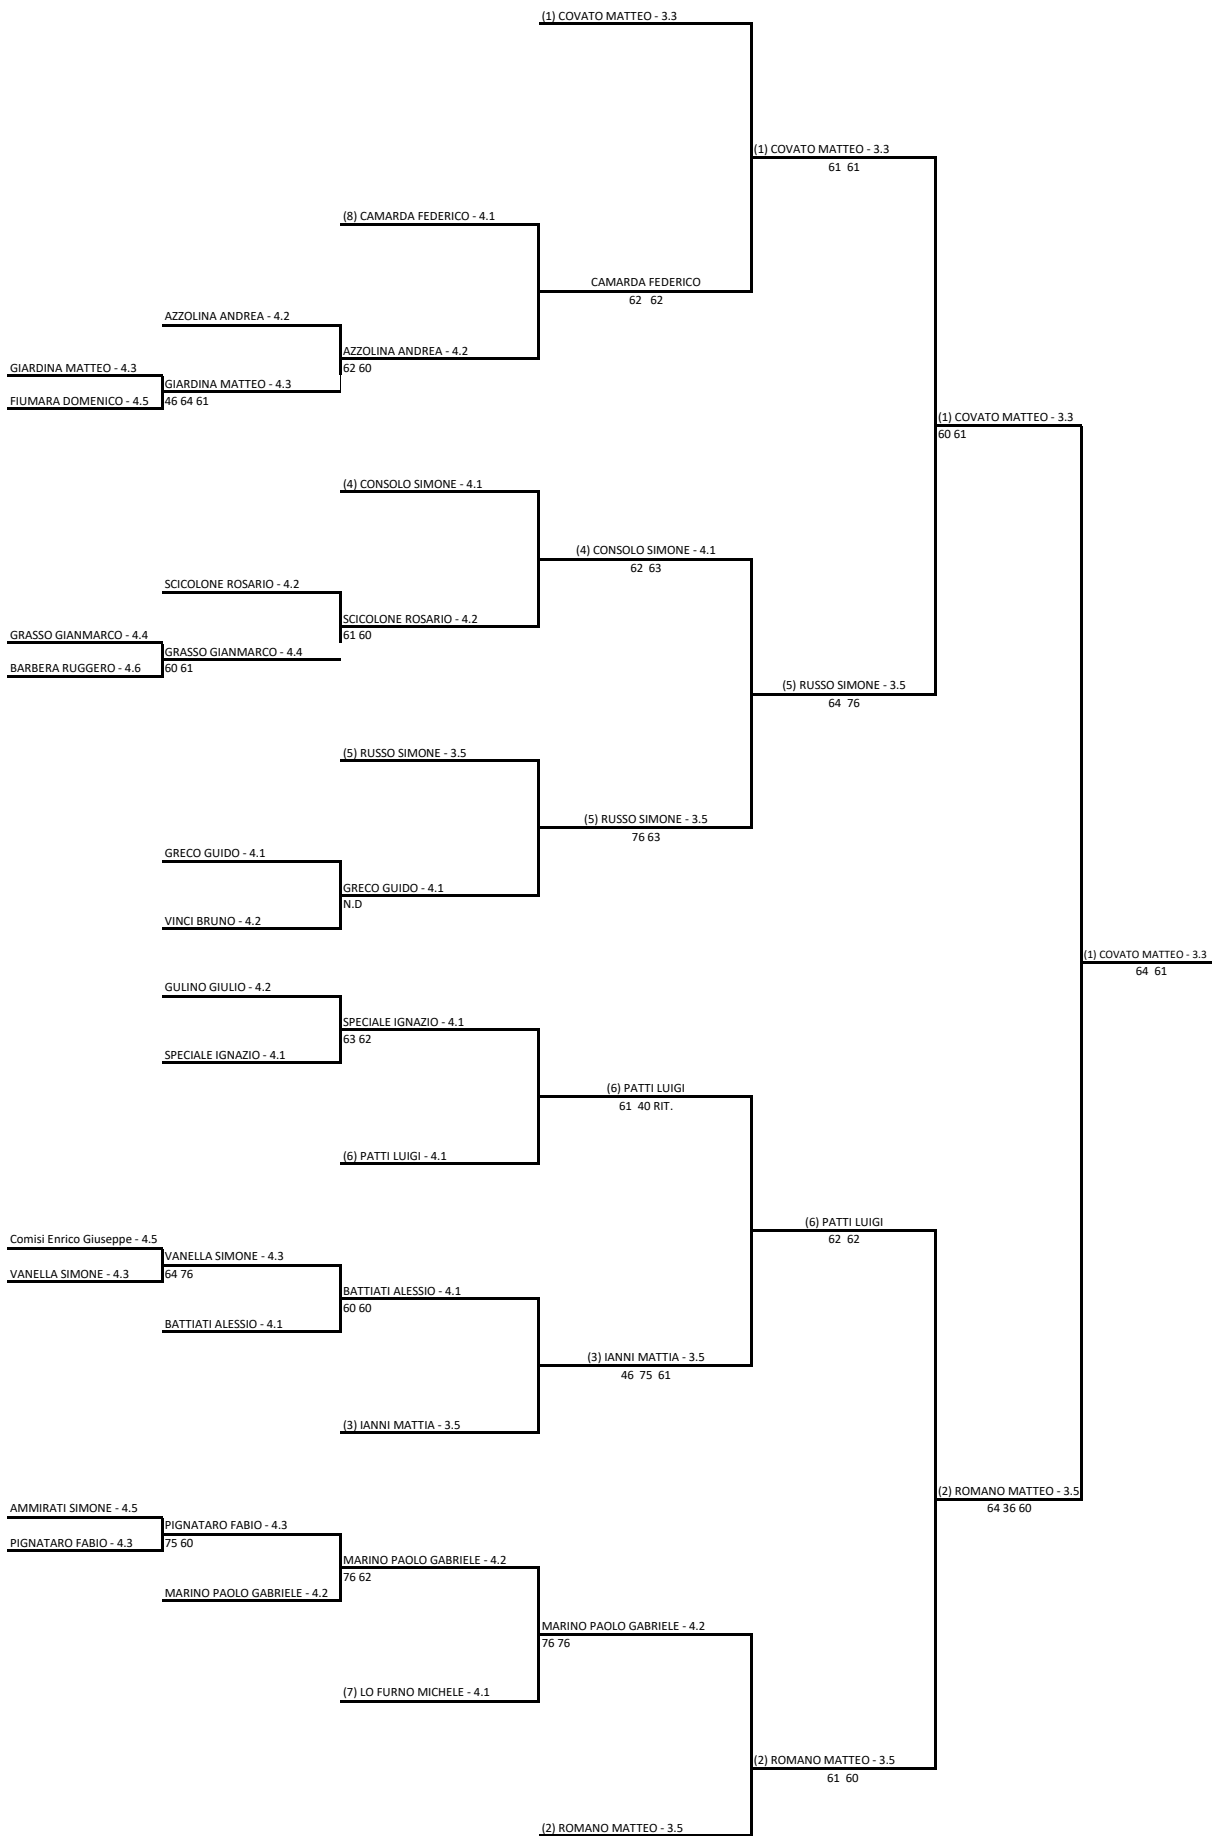 (1) COVATO MATTEO - 3.3
(1) COVATO MATTEO - 3.3
61 61
(8) CAMARDA FEDERICO - 4.1
CAMARDA FEDERICO
62 62
AZZOLINA ANDREA - 4.2
AZZOLINA ANDREA - 4.2
62 60
GIARDINA MATTEO - 4.3
GIARDINA MATTEO - 4.3
46 64 61
FIUMARA DOMENICO - 4.5
(1) COVATO MATTEO - 3.3
60 61
(4) CONSOLO SIMONE - 4.1
(4) CONSOLO SIMONE - 4.1
62 63
SCICOLONE ROSARIO - 4.2
SCICOLONE ROSARIO - 4.2
61 60
GRASSO GIANMARCO - 4.4
GRASSO GIANMARCO - 4.4
60 61
BARBERA RUGGERO - 4.6
(5) RUSSO SIMONE - 3.5
64 76
(5) RUSSO SIMONE - 3.5
(5) RUSSO SIMONE - 3.5
76 63
GRECO GUIDO - 4.1
GRECO GUIDO - 4.1
N.D
VINCI BRUNO - 4.2
(1) COVATO MATTEO - 3.3
64 61
GULINO GIULIO - 4.2
SPECIALE IGNAZIO - 4.1
63 62
SPECIALE IGNAZIO - 4.1
(6) PATTI LUIGI
61 40 RIT.
(6) PATTI LUIGI - 4.1
(6) PATTI LUIGI
62 62
Comisi Enrico Giuseppe - 4.5
VANELLA SIMONE - 4.3
64 76
VANELLA SIMONE - 4.3
BATTIATI ALESSIO - 4.1
60 60
BATTIATI ALESSIO - 4.1
(3) IANNI MATTIA - 3.5
46 75 61
(3) IANNI MATTIA - 3.5
(2) ROMANO MATTEO - 3.5
64 36 60
AMMIRATI SIMONE - 4.5
PIGNATARO FABIO - 4.3
75 60
PIGNATARO FABIO - 4.3
MARINO PAOLO GABRIELE - 4.2
76 62
MARINO PAOLO GABRIELE - 4.2
MARINO PAOLO GABRIELE - 4.2
76 76
(7) LO FURNO MICHELE - 4.1
(2) ROMANO MATTEO - 3.5
61 60
(2) ROMANO MATTEO - 3.5